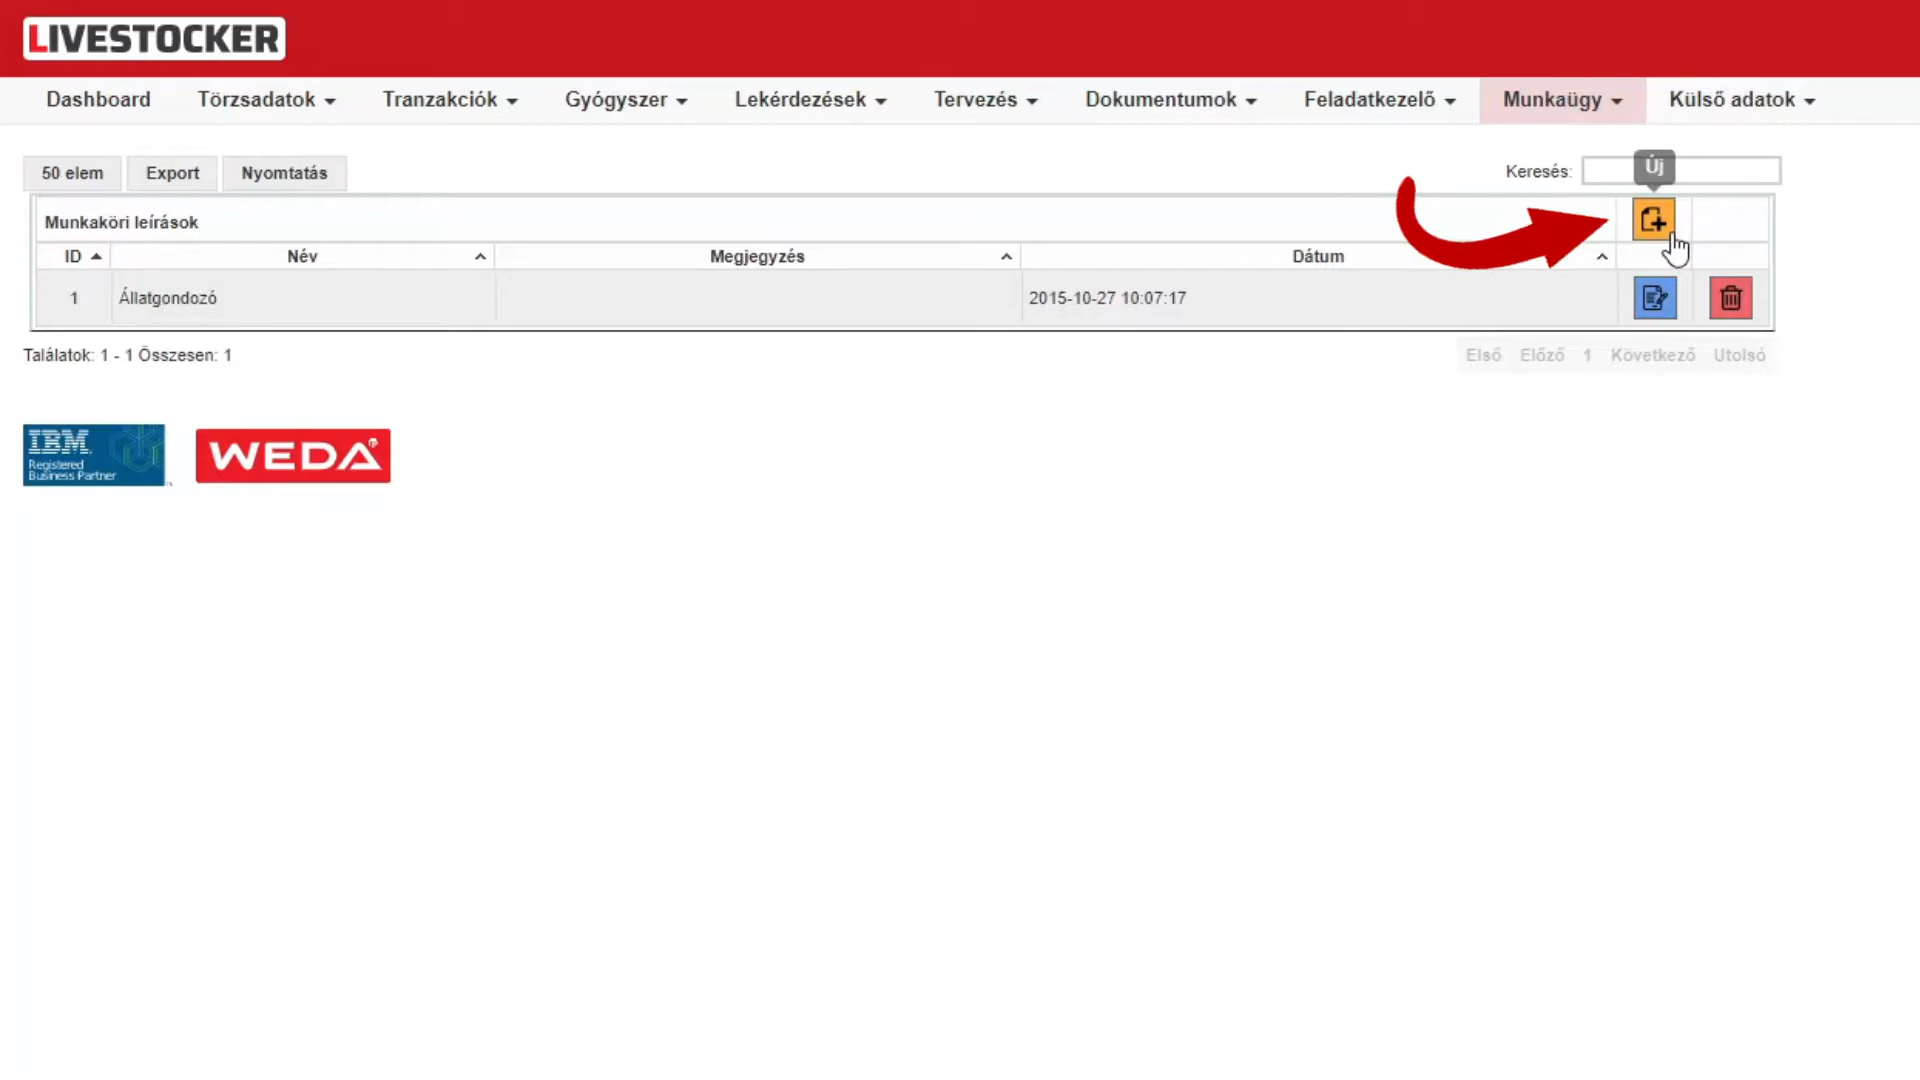 LIVESTOCKER
Dashboard Törzsadatok Tranzakciók Gyógyszer Lekérdezések Tervezés Dokumentumok Feladatkezelő Munkaügy Külső adatok
50 elem Export Nyomtatás Keresés: Új
Munkaköri leírások
ID Név Megjegyzés Dátum
1 Állatgondozó 2015-10-27 10:07:17
Találatok: 1 - 1 Összesen: 1 Első Előző 1 Következő Utolsó
IBM
Registered
Business Partner
WEDA